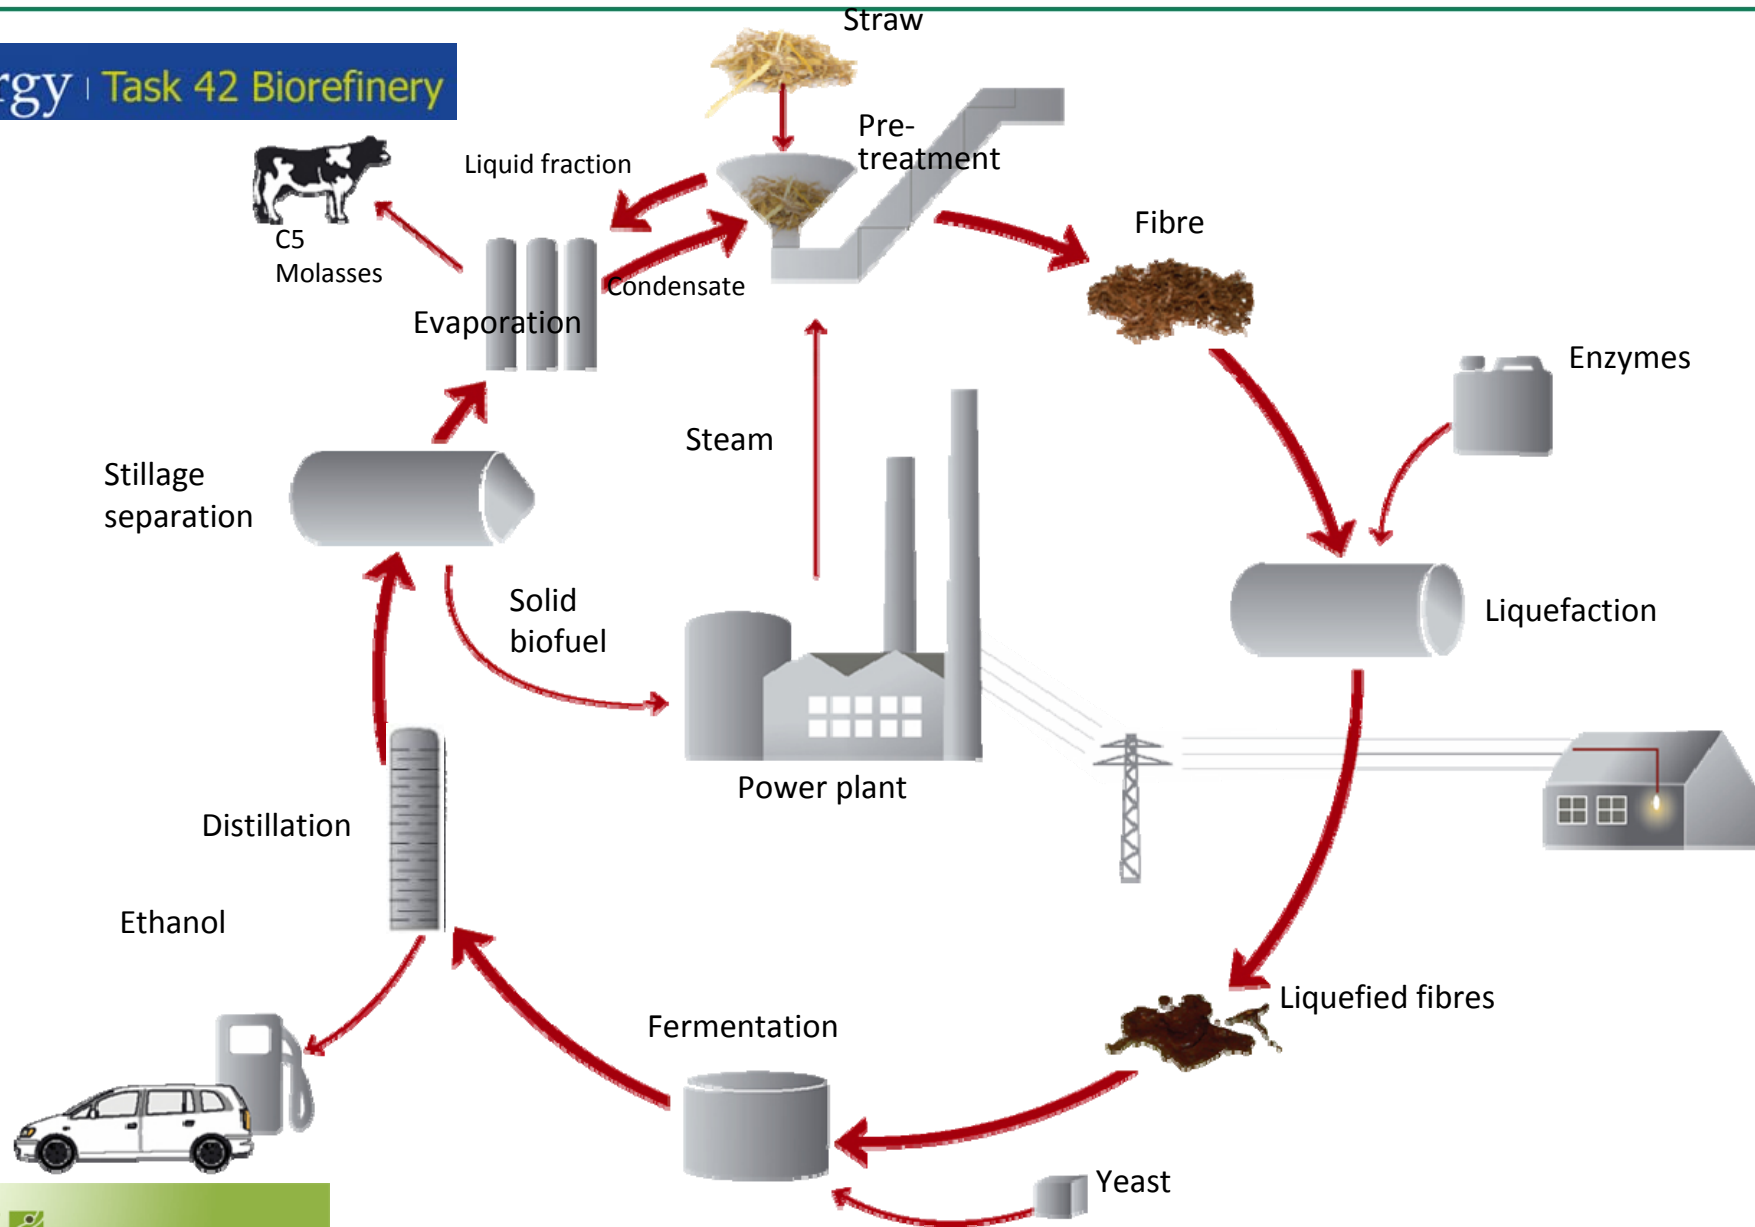 Straw
rgy | Task 42 Biorefinery
Pre-
treatment
Liquid fraction
Fibre
C5
Molasses
Condensate
Evaporation
Enzymes
Steam
Stillage
separation
Solid
biofuel
Liquefaction
Power plant
Distillation
Ethanol
Liquefied fibres
Fermentation
Yeast